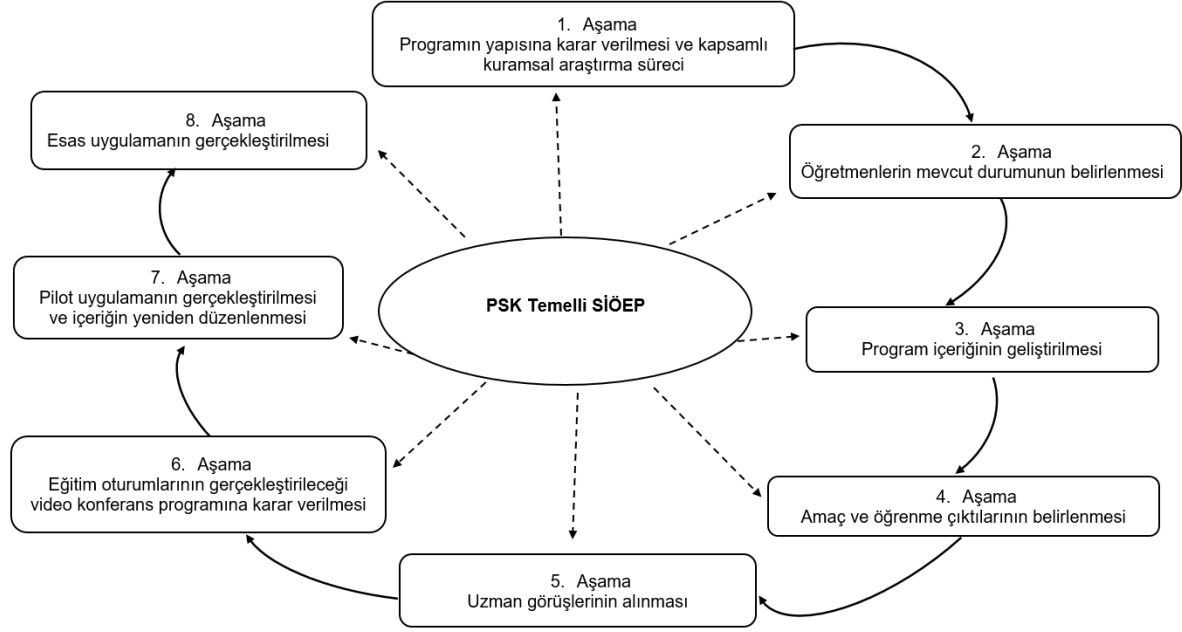 1. Aşama
Programın yapısına karar verilmesi ve kapsamlı
kuramsal araştırma süreci
2. Aşama
Öğretmenlerin mevcut durumunun belirlenmesi
3. Aşama
Program içeriğinin geliştirilmesi
4. Aşama
Amaç ve öğrenme çıktılarının belirlenmesi
5. Aşama
Uzman görüşlerinin alınması
6. Aşama
Eğitim oturumlarının gerçekleştirileceği
video konferans programına karar verilmesi
7. Aşama
Pilot uygulamanın gerçekleştirilmesi
ve içeriğin yeniden düzenlenmesi
8. Aşama
Esas uygulamanın gerçekleştirilmesi
PSK Temelli SİÖEP